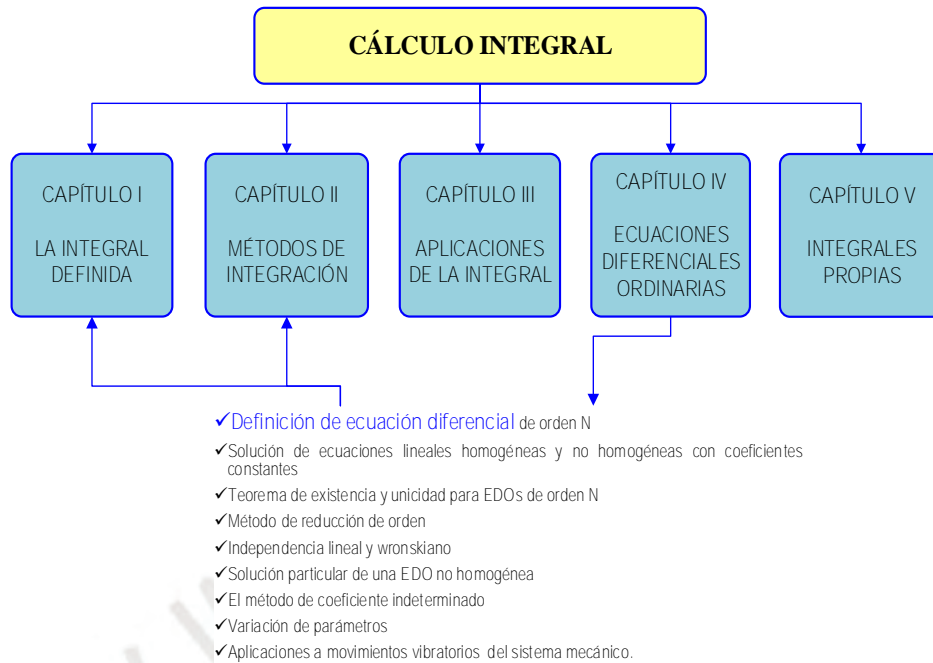 CÁLCULO INTEGRAL
CAPÍTULO I
LA INTEGRAL
DEFINIDA
CAPÍTULO II
MÉTODOS DE
INTEGRACIÓN
CAPÍTULO III
APLICACIONES
DE LA INTEGRAL
CAPÍTULO IV
ECUACIONES
DIFERENCIALES
ORDINARIAS
CAPÍTULO V
INTEGRALES
PROPIAS
✓Definición de ecuación diferencial de orden N
✓Solución de ecuaciones lineales homogéneas y no homogéneas con coeficientes
constantes
✓Teorema de existencia y unicidad para EDOs de orden N
✓Método de reducción de orden
✓Independencia lineal y wronskiano
✓Solución particular de una EDO no homogénea
✓El método de coeficiente indeterminado
✓Variación de parámetros
✓Aplicaciones a movimientos vibratorios del sistema mecánico.